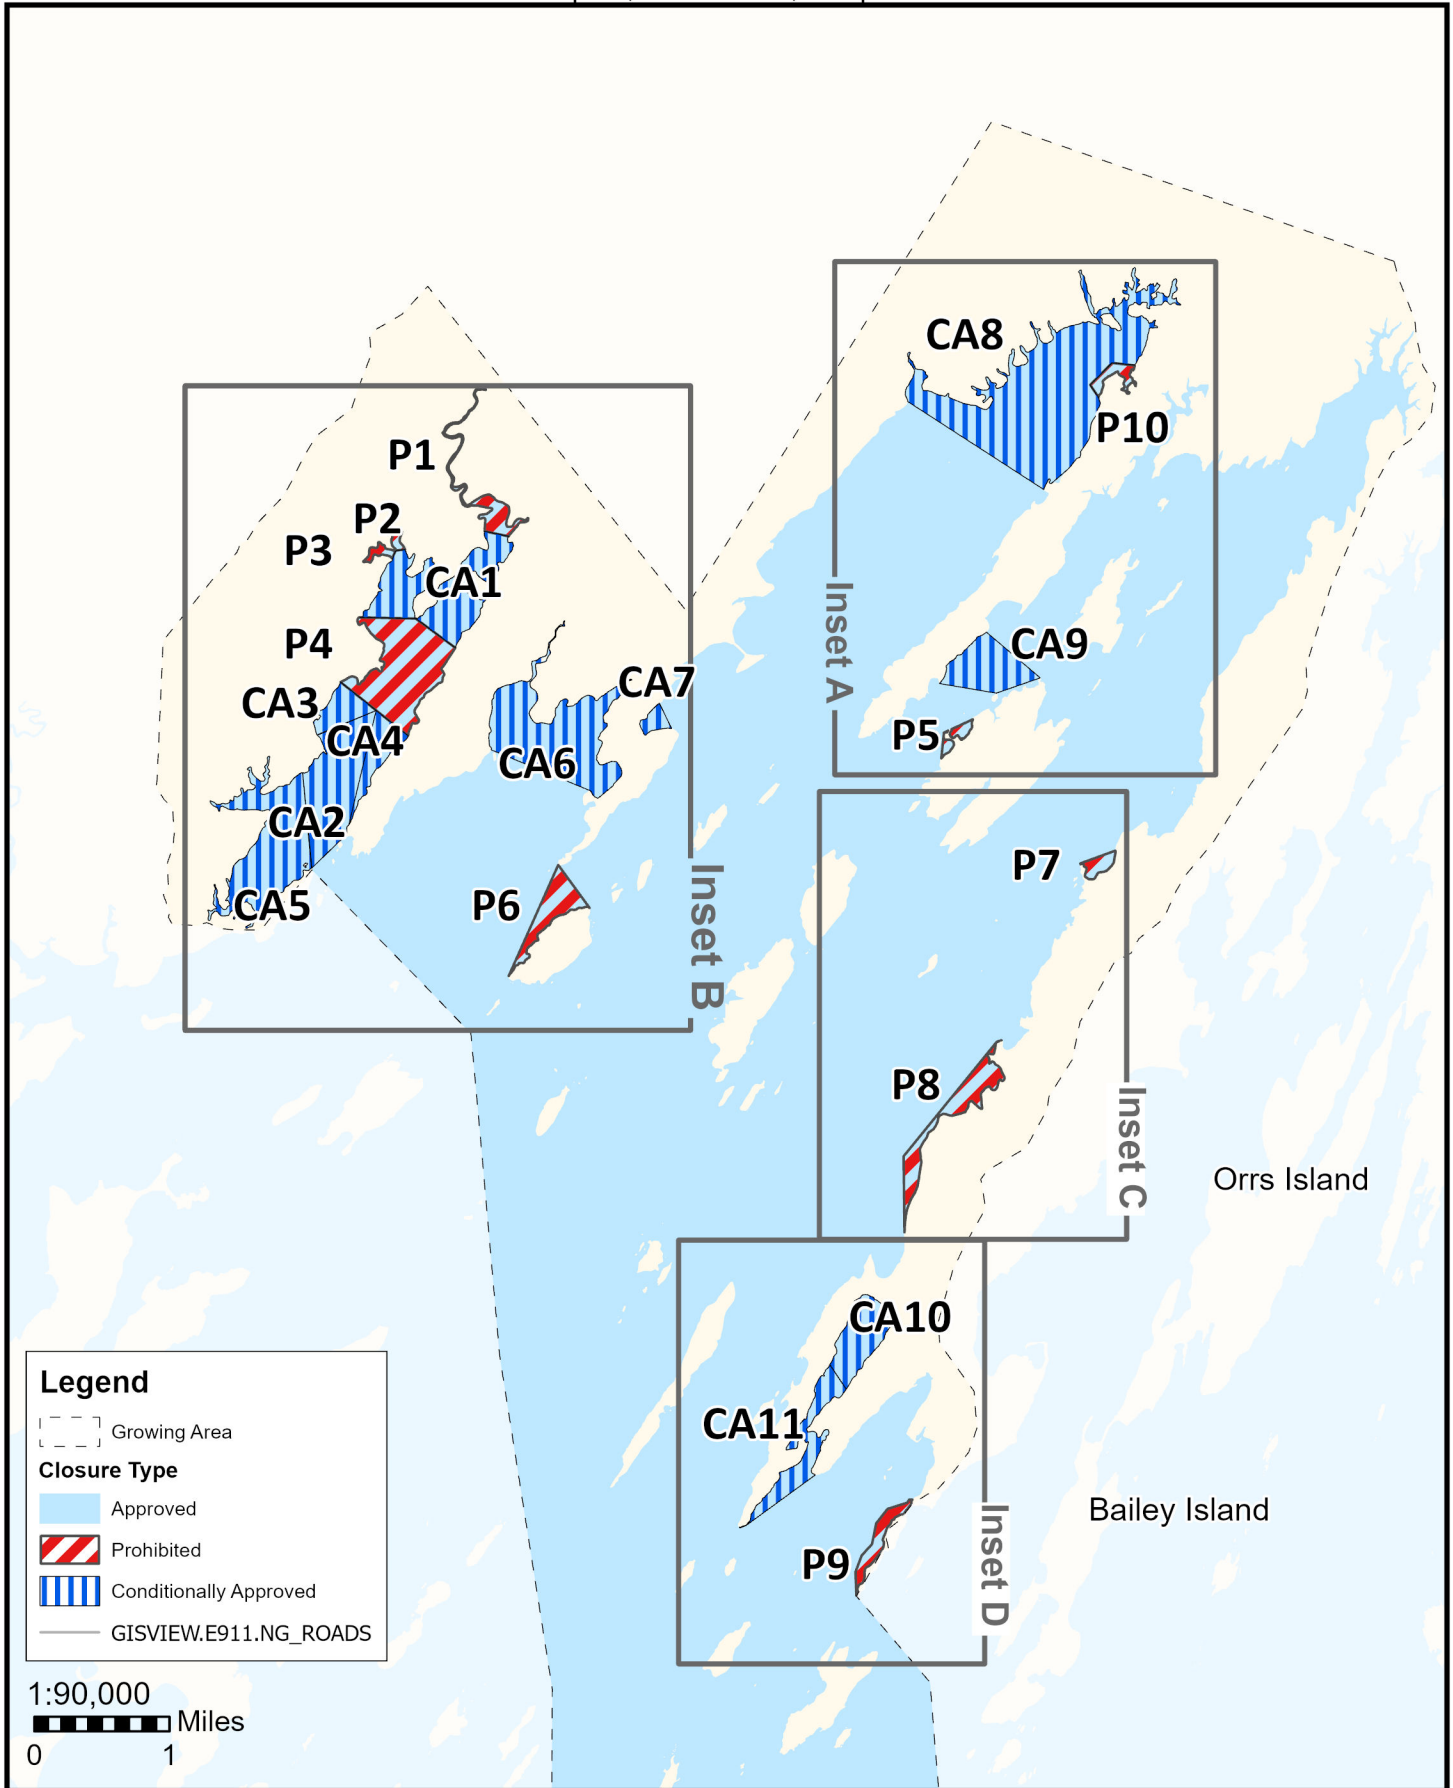 CA8
P10
P1
P2
P3
CA1
Inset A
P4
CA9
CA7
CA3
P5
CA4
CA6
CA2
P7
Inset B
CA5
P6
P8
Inset C
Orrs Island
CA10
CA11
Bailey Island
P9
Inset D
Legend
Growing Area
Closure Type
Approved
Prohibited
Conditionally Approved
GISVIEW.E911.NG_ROADS
1:90,000
Miles
0 1